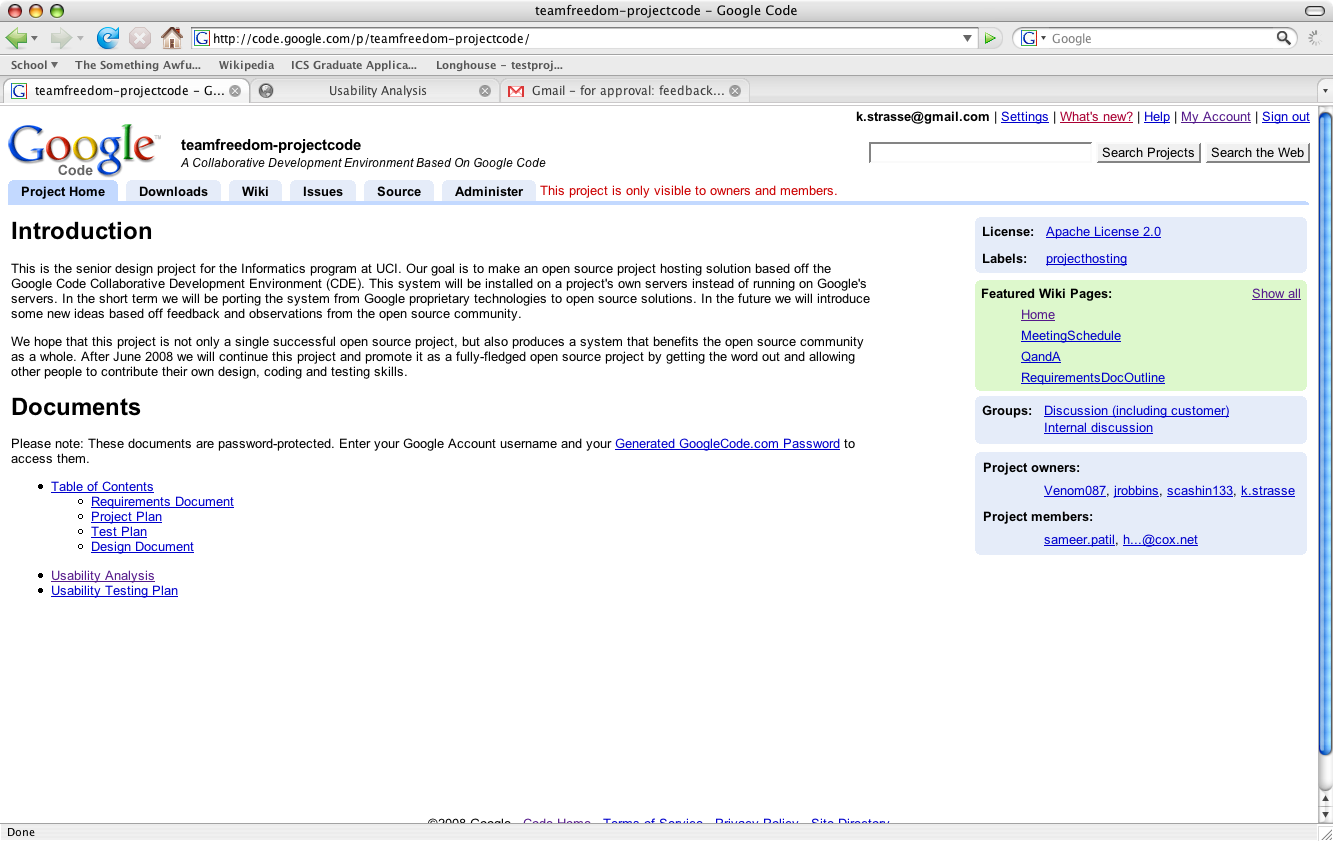 teamfreedom-projectcode – Google Code
http://code.google.com/p/teamfreedom-projectcode/
Google
School The Something Awfu... Wikipedia ICS Graduate Applica... Longhouse – testproj...
teamfreedom-projectcode – G... Usability Analysis Gmail – for approval: feedback...
k.strasse@gmail.com | Settings | What's new? | Help | My Account | Sign out
Google™
Code
teamfreedom-projectcode
A Collaborative Development Environment Based On Google Code
Search Projects Search the Web
Project Home Downloads Wiki Issues Source Administer This project is only visible to owners and members.
Introduction
This is the senior design project for the Informatics program at UCI. Our goal is to make an open source project hosting solution based off the
Google Code Collaborative Development Environment (CDE). This system will be installed on a project's own servers instead of running on Google's
servers. In the short term we will be porting the system from Google proprietary technologies to open source solutions. In the future we will introduce
some new ideas based off feedback and observations from the open source community.
We hope that this project is not only a single successful open source project, but also produces a system that benefits the open source community
as a whole. After June 2008 we will continue this project and promote it as a fully-fledged open source project by getting the word out and allowing
other people to contribute their own design, coding and testing skills.
Documents
Please note: These documents are password-protected. Enter your Google Account username and your Generated GoogleCode.com Password to
access them.
Table of Contents
Requirements Document
Project Plan
Test Plan
Design Document
Usability Analysis
Usability Testing Plan
License: Apache License 2.0
Labels: projecthosting
Featured Wiki Pages: Show all
Home
MeetingSchedule
QandA
RequirementsDocOutline
Groups: Discussion (including customer)
Internal discussion
Project owners:
Venom087, jrobbins, scashin133, k.strasse
Project members:
sameer.patil, h...@cox.net
©2008 Google Code Home Terms of Service Privacy Policy Site Directory
Done